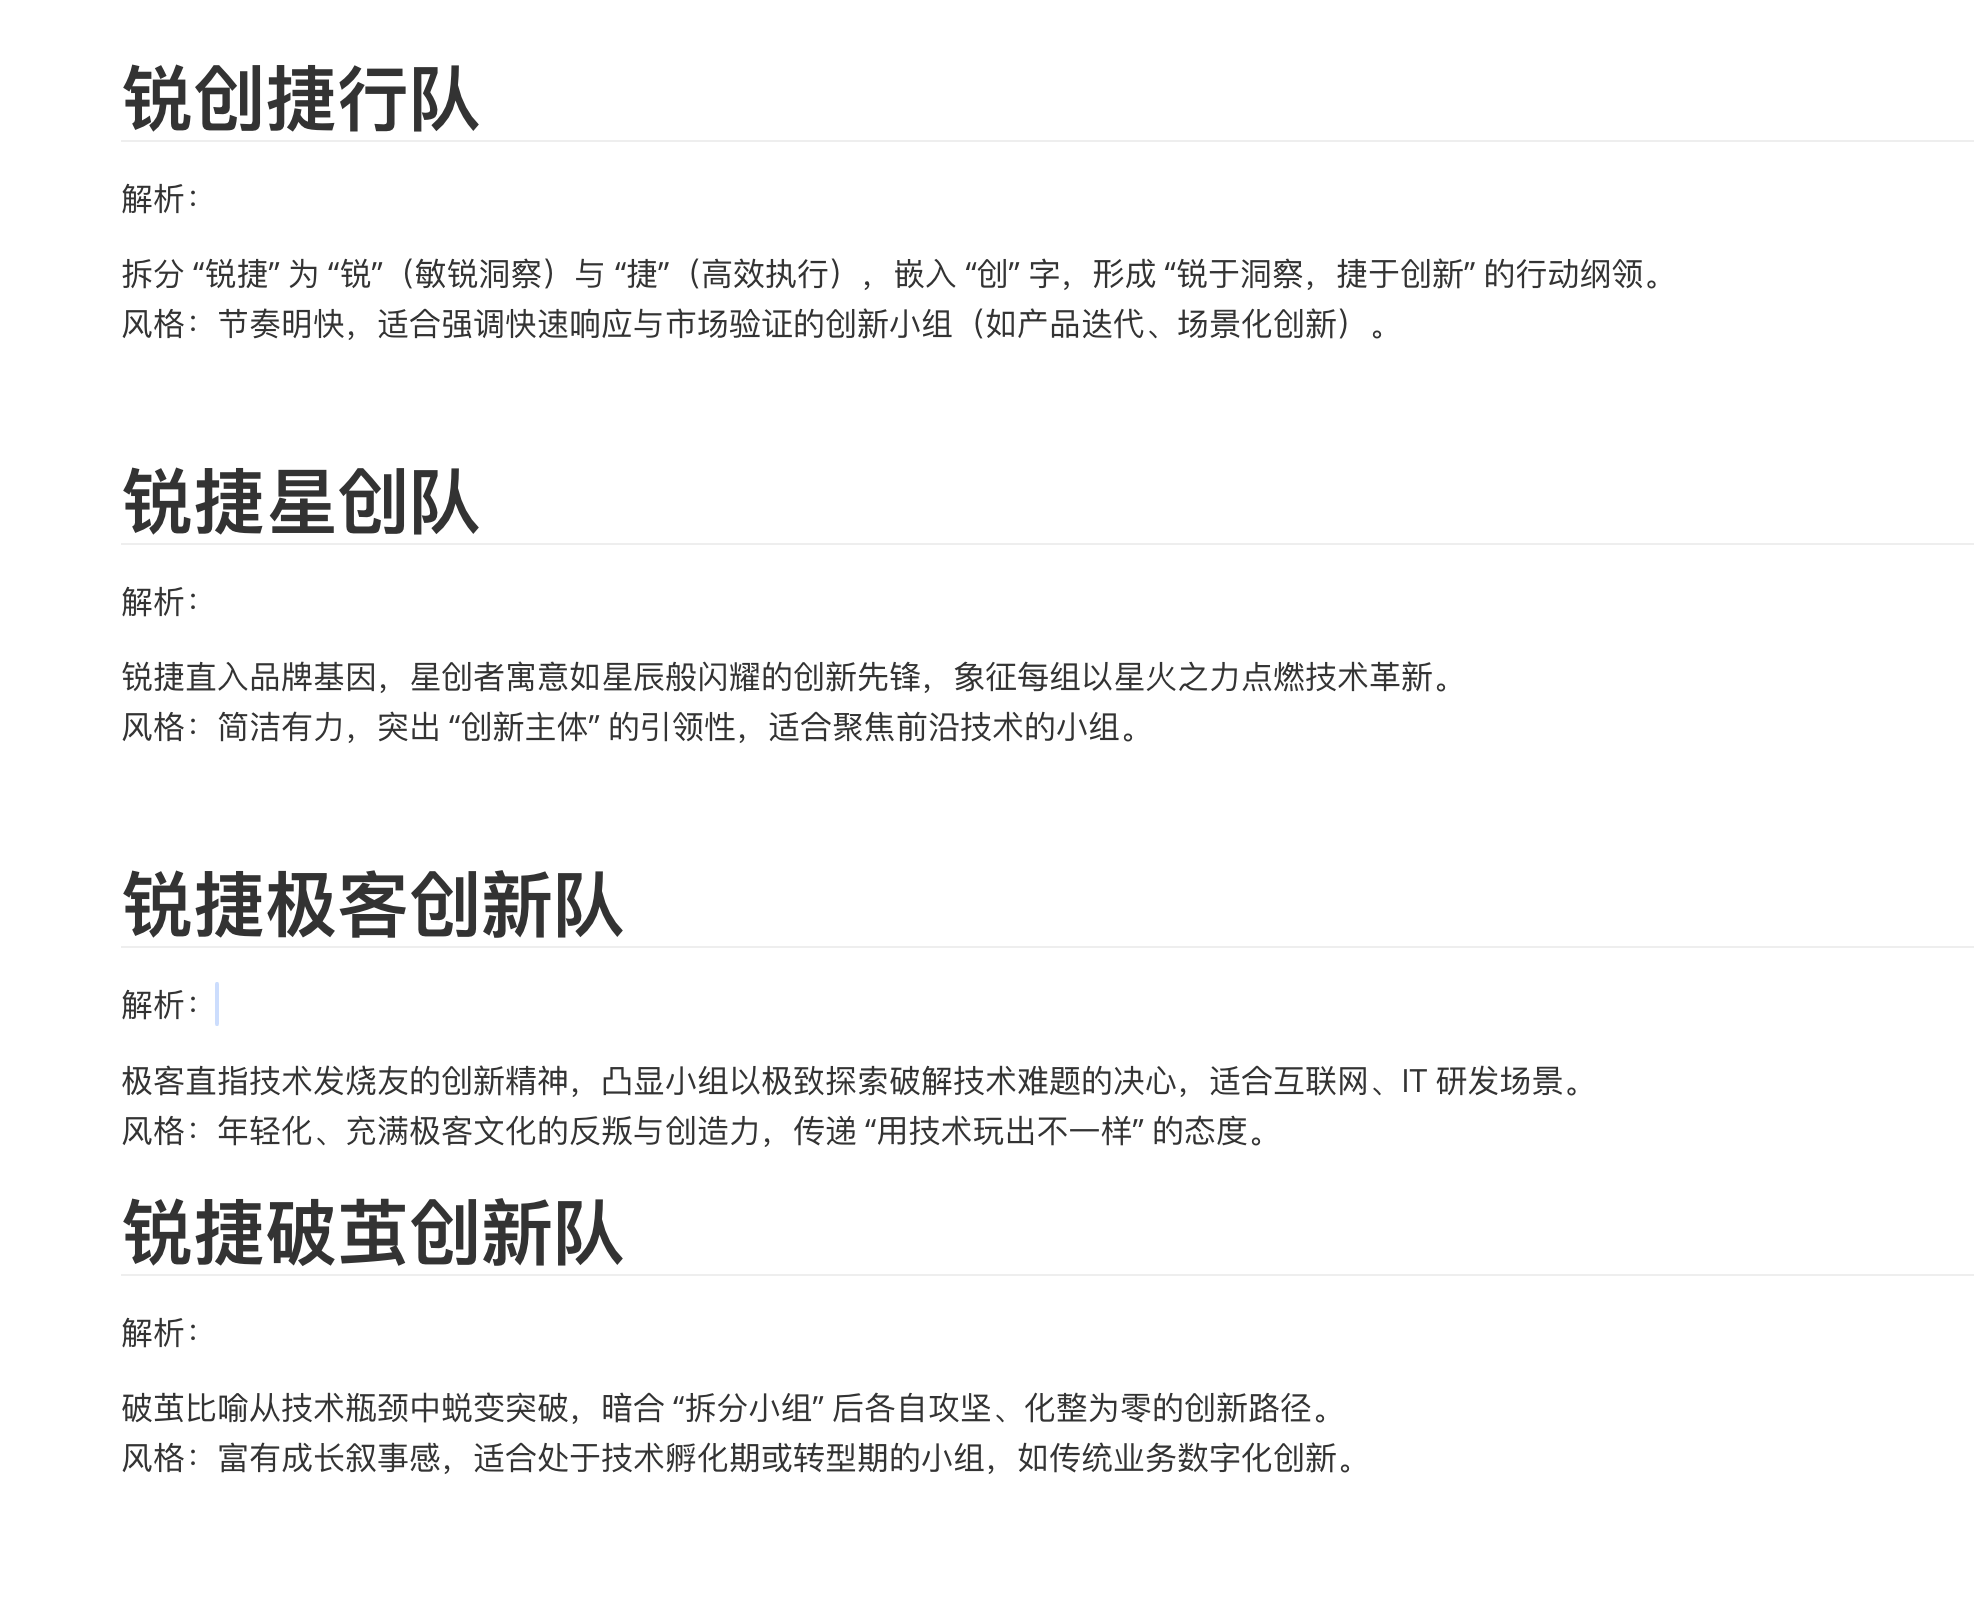 锐创捷行队
解析：
拆分 “锐捷” 为 “锐”（敏锐洞察）与 “捷”（高效执行），嵌入 “创” 字，形成 “锐于洞察，捷于创新” 的行动纲领。
风格：节奏明快，适合强调快速响应与市场验证的创新小组（如产品迭代、场景化创新）。
锐捷星创队
解析：
锐捷直入品牌基因，星创者寓意如星辰般闪耀的创新先锋，象征每组以星火之力点燃技术革新。
风格：简洁有力，突出 “创新主体” 的引领性，适合聚焦前沿技术的小组。
锐捷极客创新队
解析：
极客直指技术发烧友的创新精神，凸显小组以极致探索破解技术难题的决心，适合互联网、IT 研发场景。
风格：年轻化、充满极客文化的反叛与创造力，传递 “用技术玩出不一样” 的态度。
锐捷破茧创新队
解析：
破茧比喻从技术瓶颈中蜕变突破，暗合 “拆分小组” 后各自攻坚、化整为零的创新路径。
风格：富有成长叙事感，适合处于技术孵化期或转型期的小组，如传统业务数字化创新。